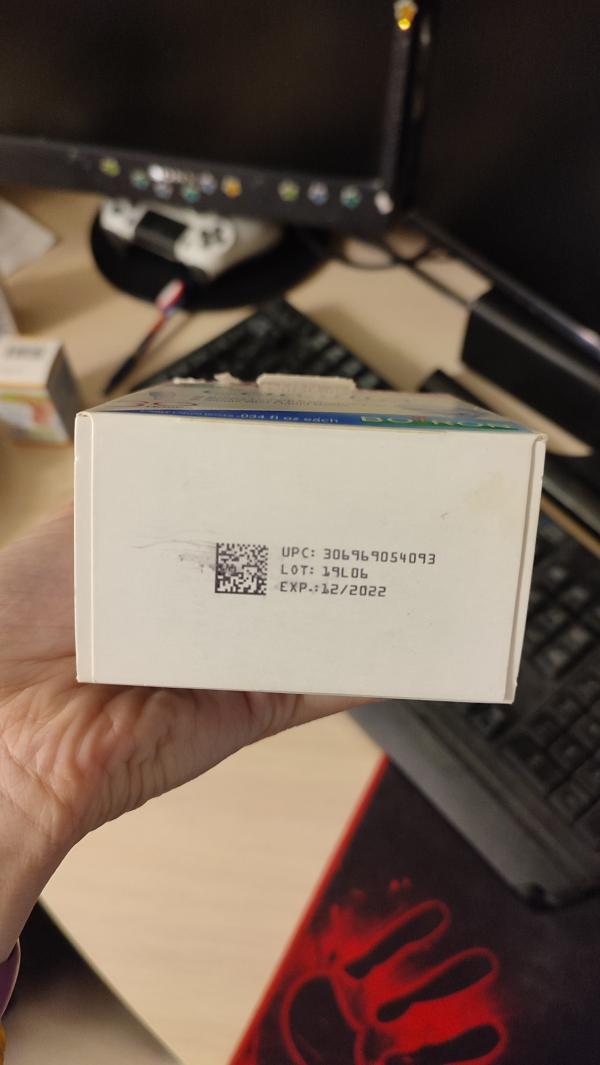 .034 fl oz each
UPC: 306969054093
LOT: 19L06
EXP.:12/2022